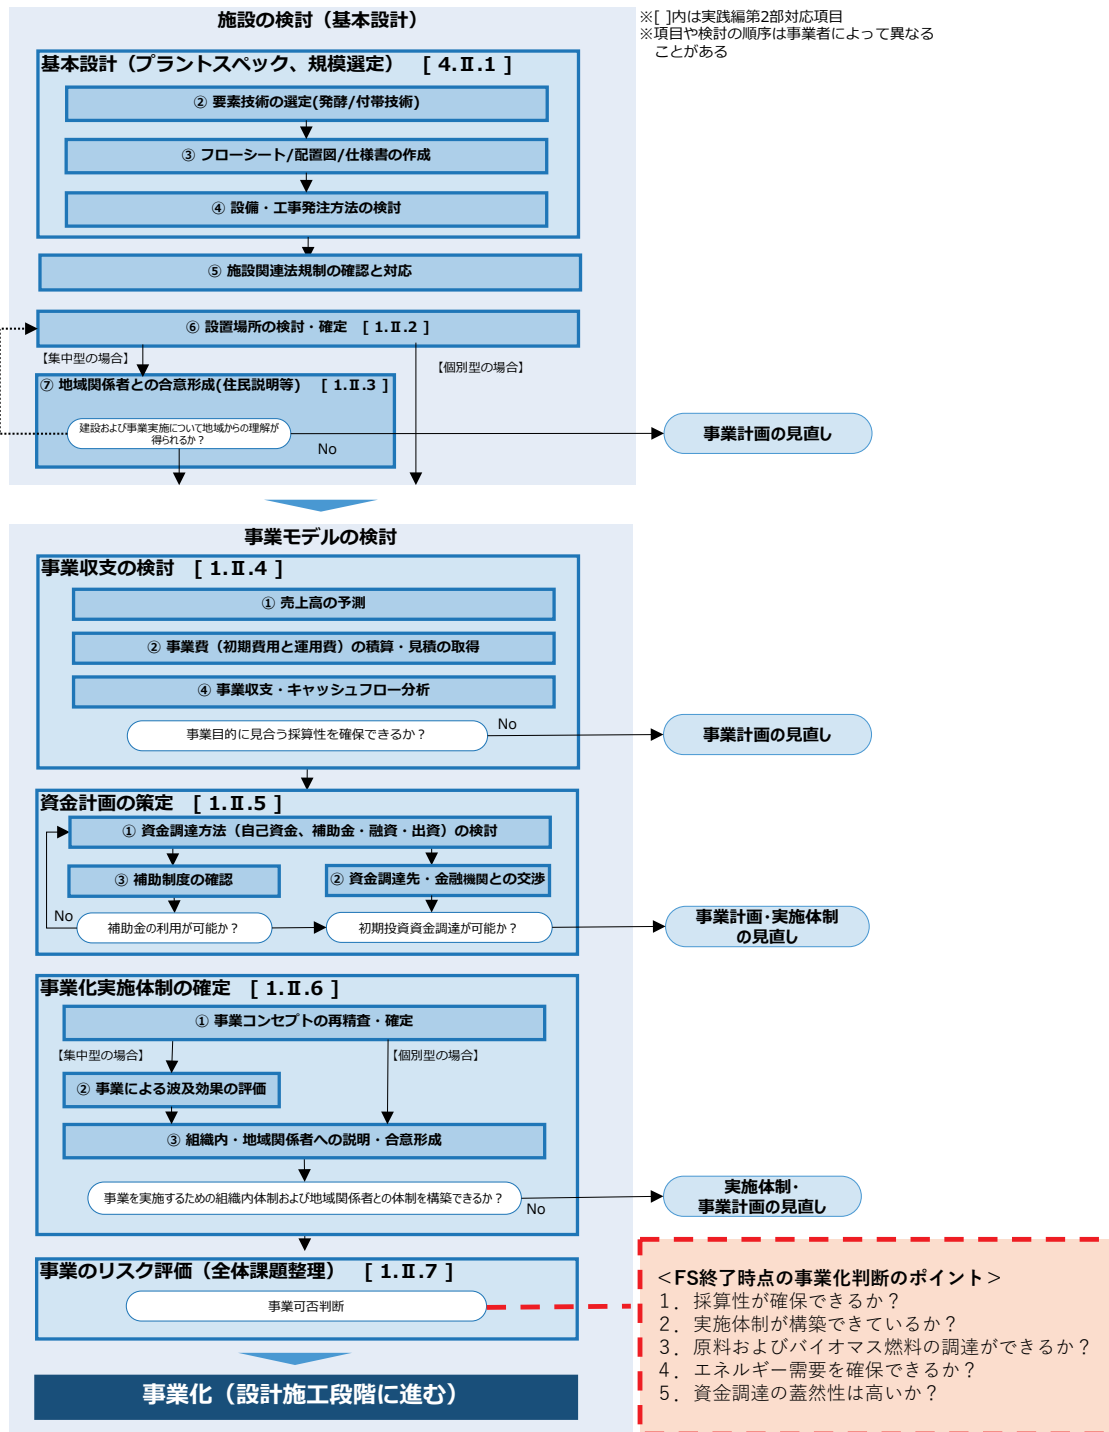 施設の検討（基本設計）
※[ ]内は実践編第2部対応項目
※項目や検討の順序は事業者によって異なる
ことがある
基本設計（プラントスペック、規模選定） [ 4.Ⅱ.1 ]
② 要素技術の選定(発酵/付帯技術)
③ フローシート/配置図/仕様書の作成
④ 設備・工事発注方法の検討
⑤ 施設関連法規制の確認と対応
⑥ 設置場所の検討・確定 [ 1.Ⅱ.2 ]
【集中型の場合】
【個別型の場合】
⑦ 地域関係者との合意形成(住民説明等) [ 1.Ⅱ.3 ]
建設および事業実施について地域からの理解が
得られるか？
No
事業計画の見直し
事業モデルの検討
事業収支の検討 [ 1.Ⅱ.4 ]
① 売上高の予測
② 事業費（初期費用と運用費）の積算・見積の取得
④ 事業収支・キャッシュフロー分析
事業目的に見合う採算性を確保できるか？
No
事業計画の見直し
資金計画の策定 [ 1.Ⅱ.5 ]
① 資金調達方法（自己資金、補助金・融資・出資）の検討
③ 補助制度の確認
② 資金調達先・金融機関との交渉
No
補助金の利用が可能か？
初期投資資金調達が可能か？
事業計画・実施体制
の見直し
事業化実施体制の確定 [ 1.Ⅱ.6 ]
① 事業コンセプトの再精査・確定
【集中型の場合】
【個別型の場合】
② 事業による波及効果の評価
③ 組織内・地域関係者への説明・合意形成
事業を実施するための組織内体制および地域関係者との体制を構築できるか？
No
実施体制・
事業計画の見直し
事業のリスク評価（全体課題整理） [ 1.Ⅱ.7 ]
事業可否判断
＜FS終了時点の事業化判断のポイント＞
１．採算性が確保できるか？
２．実施体制が構築できているか？
３．原料およびバイオマス燃料の調達ができるか？
４．エネルギー需要を確保できるか？
５．資金調達の蓋然性は高いか？
事業化（設計施工段階に進む）